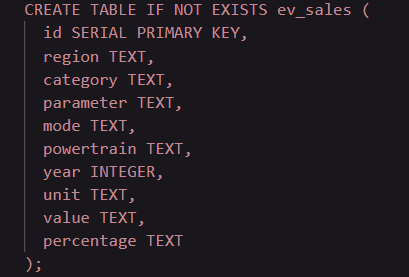 CREATE TABLE IF NOT EXISTS ev_sales (
id SERIAL PRIMARY KEY,
region TEXT,
category TEXT,
parameter TEXT,
mode TEXT,
powertrain TEXT,
year INTEGER,
unit TEXT,
value TEXT,
percentage TEXT
);